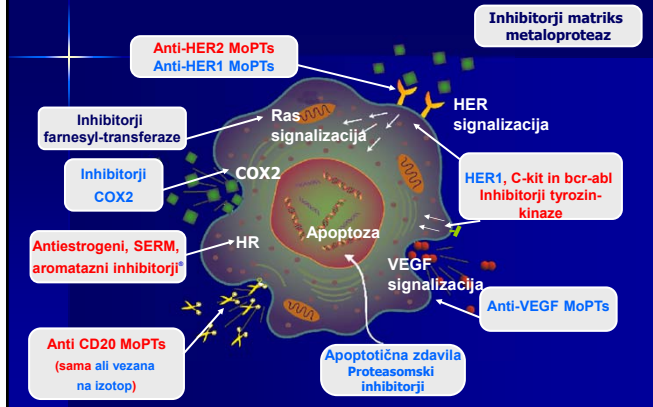 Inhibitorji matriks
metaloproteaz
Anti-HER2 MoPTs
Anti-HER1 MoPTs
HER
signalizacija
Inhibitorji
farnesyl-transferaze
Ras
signalizacija
Inhibitorji
COX2
COX2
HER1, C-kit in bcr-abl
Inhibitorji tyrozin-
kinaze
Antiestrogeni, SERM,
aromatazni inhibitorji®
HR
Apoptoza
VEGF
signalizacija
Anti-VEGF MoPTs
Anti CD20 MoPTs
(sama ali vezana
na izotop)
Apoptotična zdavila
Proteasomski
inhibitorji